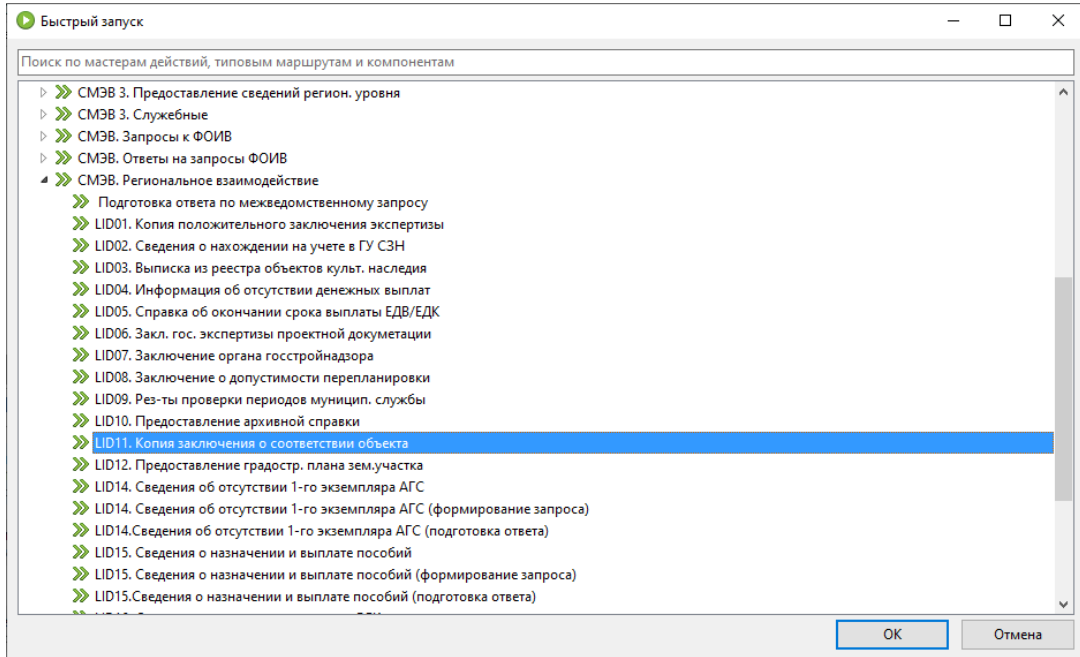 Быстрый запуск
Поиск по мастерам действий, типовым маршрутам и компонентам
СМЭВ 3. Предоставление сведений регион. уровня
СМЭВ 3. Служебные
СМЭВ. Запросы к ФОИВ
СМЭВ. Ответы на запросы ФОИВ
СМЭВ. Региональное взаимодействие
Подготовка ответа по межведомственному запросу
LID01. Копия положительного заключения экспертизы
LID02. Сведения о нахождении на учете в ГУ СЗН
LID03. Выписка из реестра объектов культ. наследия
LID04. Информация об отсутствии денежных выплат
LID05. Справка об окончании срока выплаты ЕДВ/ЕДК
LID06. Закл. гос. экспертизы проектной докуметации
LID07. Заключение органа госстройнадзора
LID08. Заключение о допустимости перепланировки
LID09. Рез-ты проверки периодов муницип. службы
LID10. Предоставление архивной справки
LID11. Копия заключения о соответствии объекта
LID12. Предоставление градостр. плана зем.участка
LID14. Сведения об отсутствии 1-го экземпляра АГС
LID14. Сведения об отсутствии 1-го экземпляра АГС (формирование запроса)
LID14.Сведения об отсутствии 1-го экземпляра АГС (подготовка ответа)
LID15. Сведения о назначении и выплате пособий
LID15. Сведения о назначении и выплате пособий (формирование запроса)
LID15.Сведения о назначении и выплате пособий (подготовка ответа)
ОК
Отмена